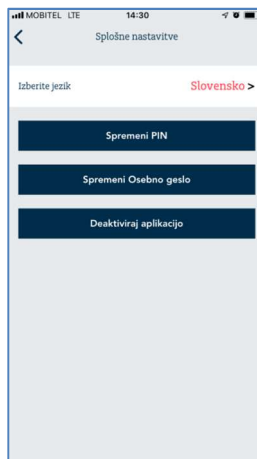 MOBITEL LTE 14:30
Splošne nastavitve
Izberite jezik Slovensko >
Spremeni PIN
Spremeni Osebno geslo
Deaktiviraj aplikacijo